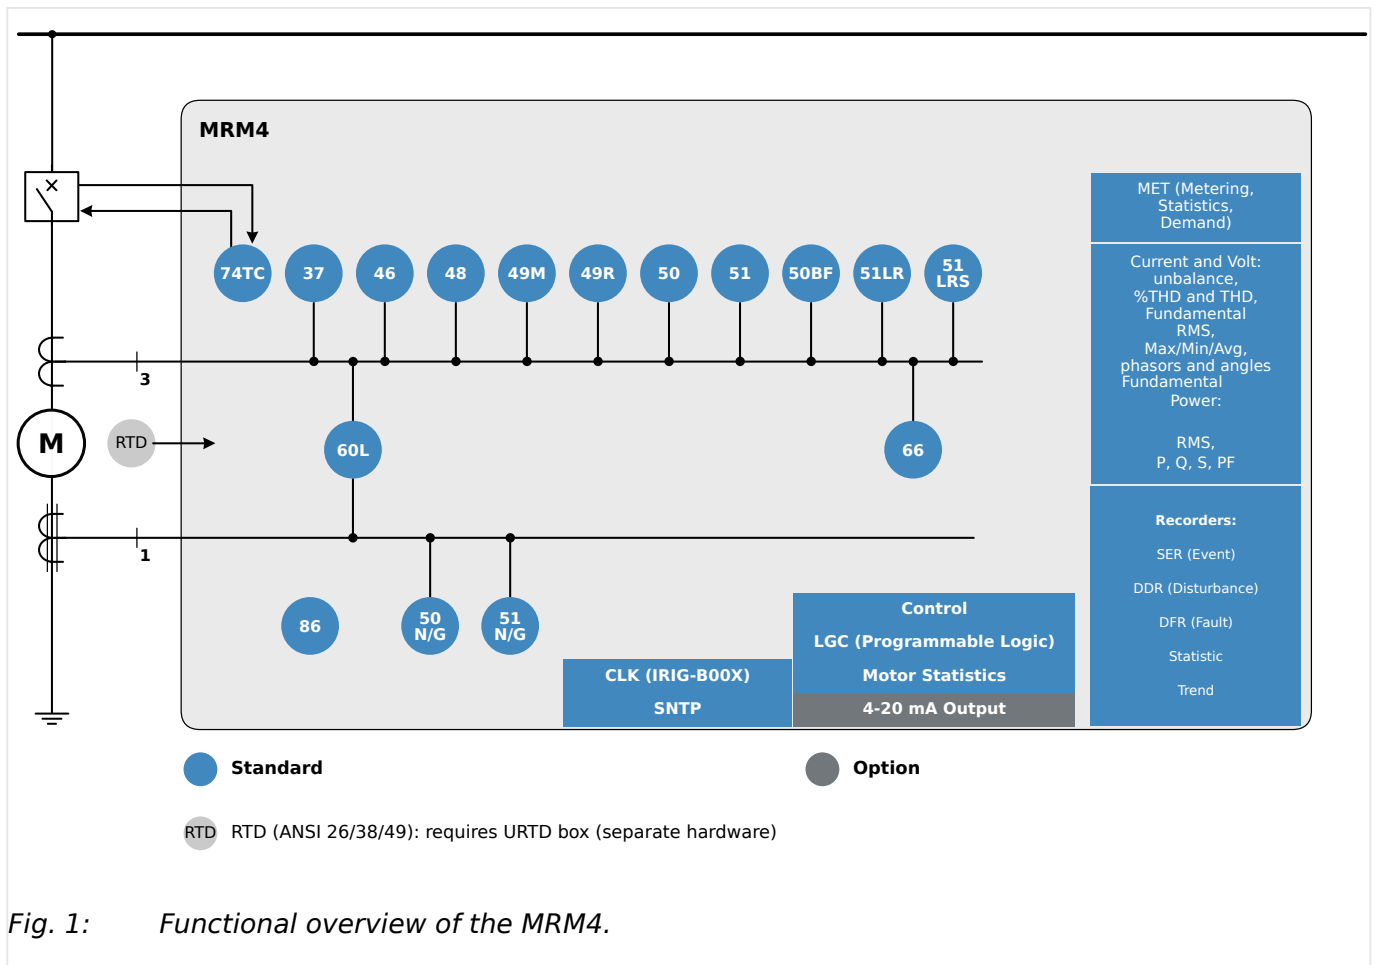 MRM4
74TC 37 46 48 49M 49R 50 51 50BF 51LR 51
LRS
3
M
RTD
60L
66
1
86
50
N/G
51
N/G
MET (Metering,
Statistics,
Demand)
Current and Volt:
unbalance,
%THD and THD,
Fundamental
RMS,
Max/Min/Avg,
phasors and angles
Fundamental
Power:
RMS,
P, Q, S, PF
Recorders:
SER (Event)
DDR (Disturbance)
DFR (Fault)
Statistic
Trend
Control
LGC (Programmable Logic)
Motor Statistics
4-20 mA Output
CLK (IRIG-B00X)
SNTP
Standard
Option
RTD RTD (ANSI 26/38/49): requires URTD box (separate hardware)
Fig. 1: Functional overview of the MRM4.